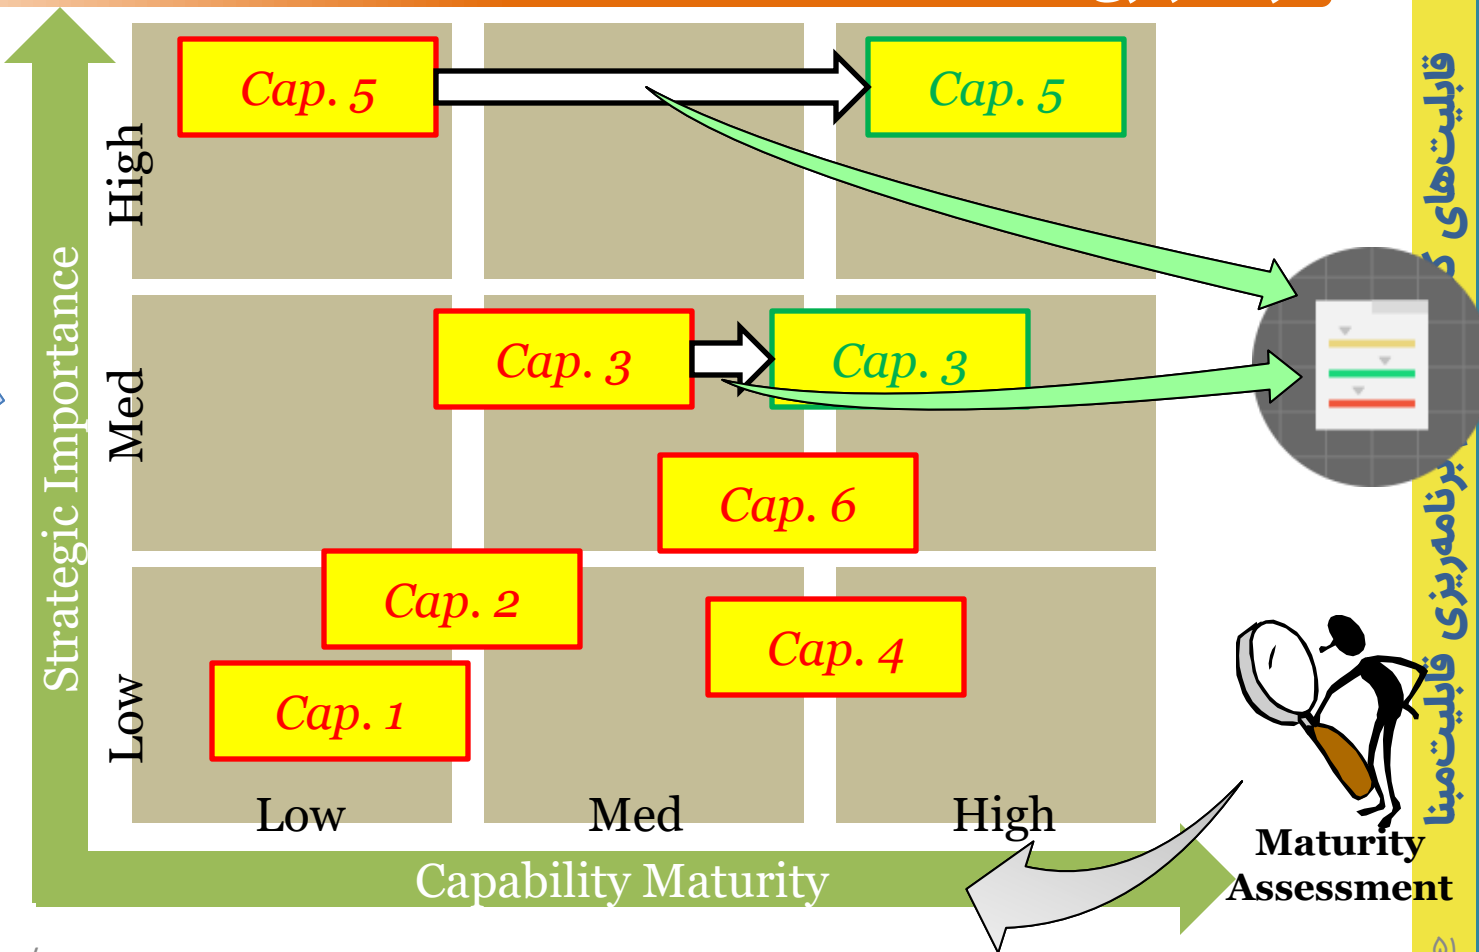 Cap. 5
Cap. 5
High
Cap. 3
Cap. 3
Med
Cap. 6
Cap. 2
Cap. 4
Cap. 1
Low
Strategic Importance
Low
Med
High
Capability Maturity
Maturity
Assessment
قابلیت‌های
برنامه‌ریزی قابلیت‌مبنا